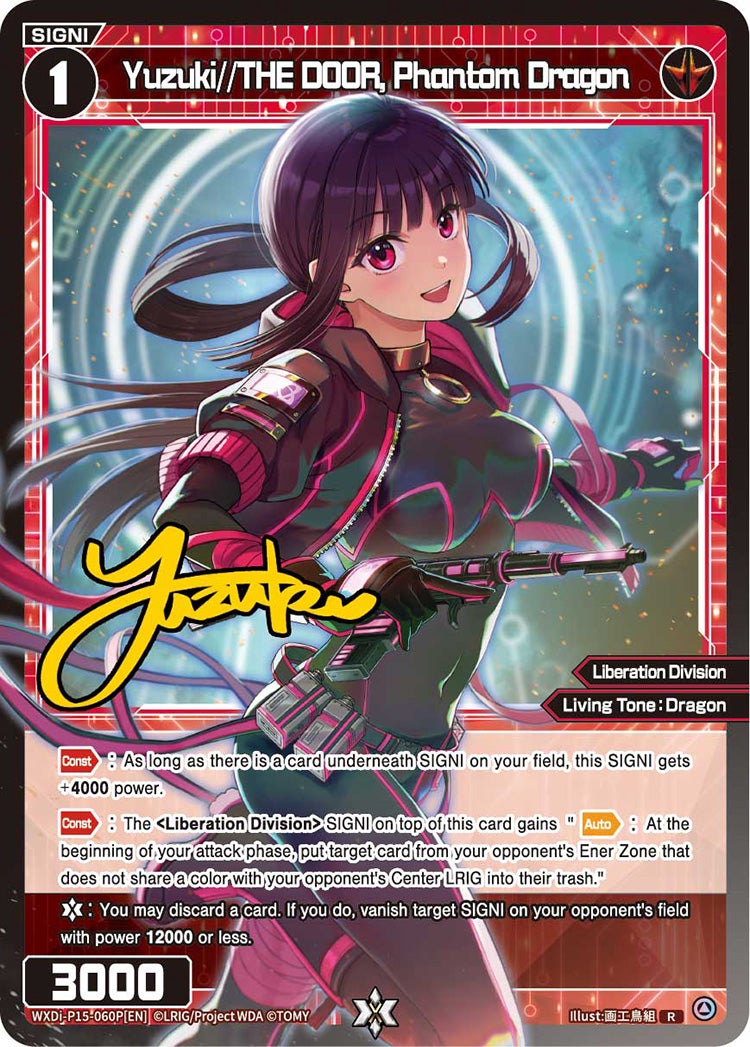 SIGNI
1
Yuzuki//THE DOOR, Phantom Dragon
Yuzuki
Liberation Division
Living Tone：Dragon
Const ： As long as there is a card underneath SIGNI on your field, this SIGNI gets
+4000 power.
Const ： The <Liberation Division> SIGNI on top of this card gains " Auto ： At the
beginning of your attack phase, put target card from your opponent's Ener Zone that
does not share a color with your opponent's Center LRIG into their trash."
： You may discard a card. If you do, vanish target SIGNI on your opponent's field
with power 12000 or less.
3000
WXDi-P15-060P[EN] ©LRIG/Project WDA ©TOMY
Illust:画工鳥組 R